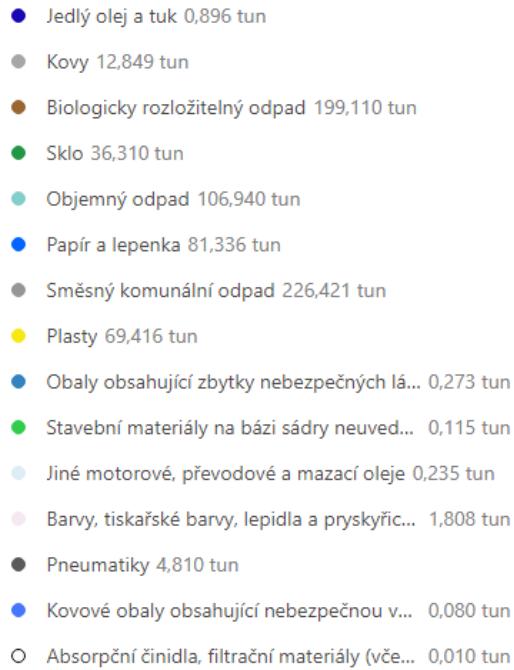 Jedlý olej a tuk 0,896 tun
Kovy 12,849 tun
Biologicky rozložitelný odpad 199,110 tun
Sklo 36,310 tun
Objemný odpad 106,940 tun
Papír a lepenka 81,336 tun
Směsný komunální odpad 226,421 tun
Plasty 69,416 tun
Obaly obsahující zbytky nebezpečných lá... 0,273 tun
Stavební materiály na bázi sádry neuved... 0,115 tun
Jiné motorové, převodové a mazací oleje 0,235 tun
Barvy, tiskařské barvy, lepidla a pryskyřic... 1,808 tun
Pneumatiky 4,810 tun
Kovové obaly obsahující nebezpečnou v... 0,080 tun
Absorpční činidla, filtrační materiály (vče... 0,010 tun